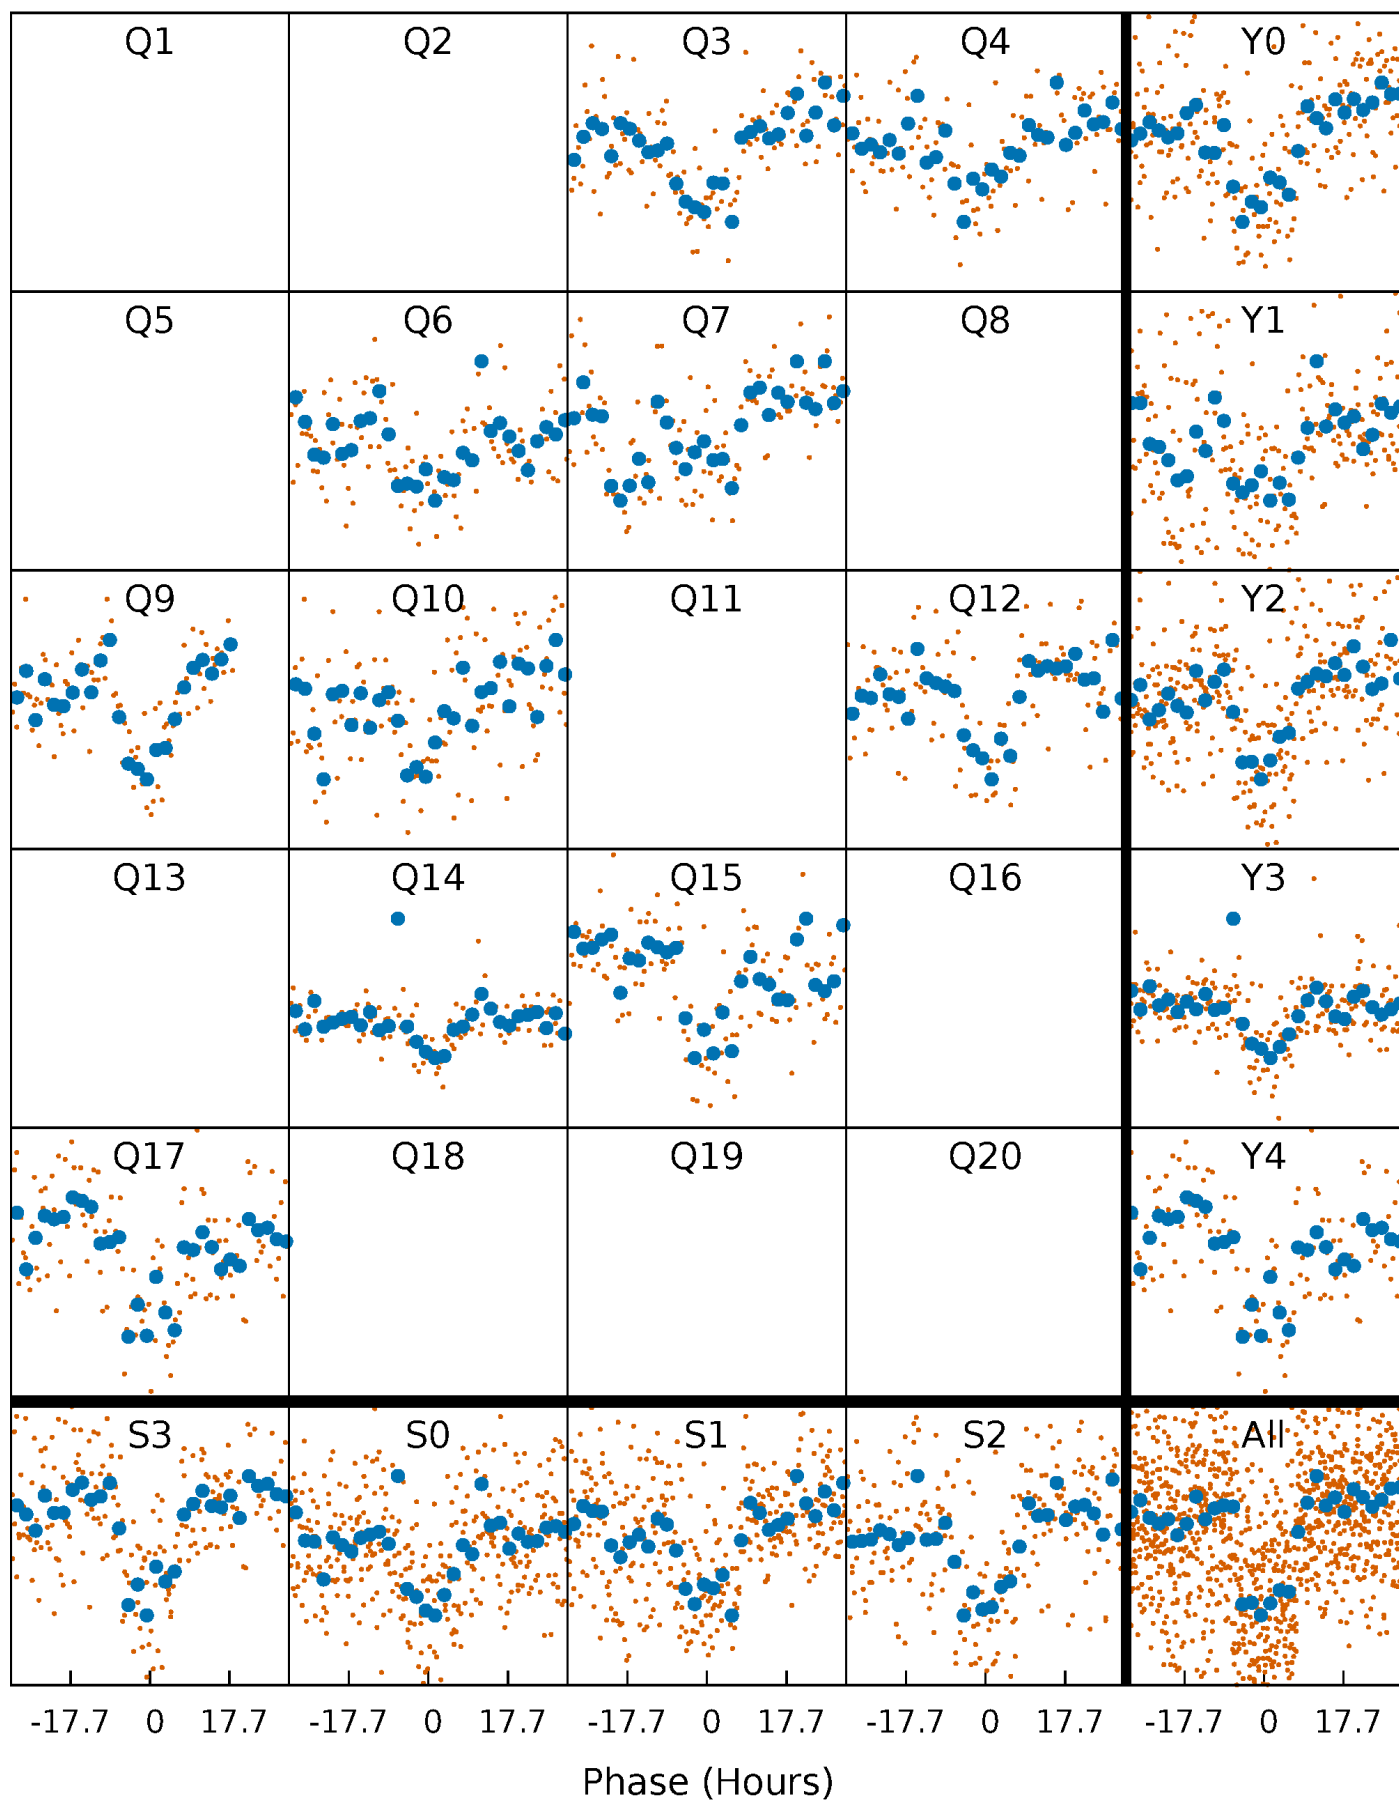 Q1 Q2 Q3 Q4 Y0
Q5 Q6 Q7 Q8 Y1
Q9 Q10 Q11 Q12 Y2
Q13 Q14 Q15 Q16 Y3
Q17 Q18 Q19 Q20 Y4
S3 S0 S1 S2 All
-17.7 0 17.7 -17.7 0 17.7 -17.7 0 17.7 -17.7 0 17.7 -17.7 0 17.7
Phase (Hours)